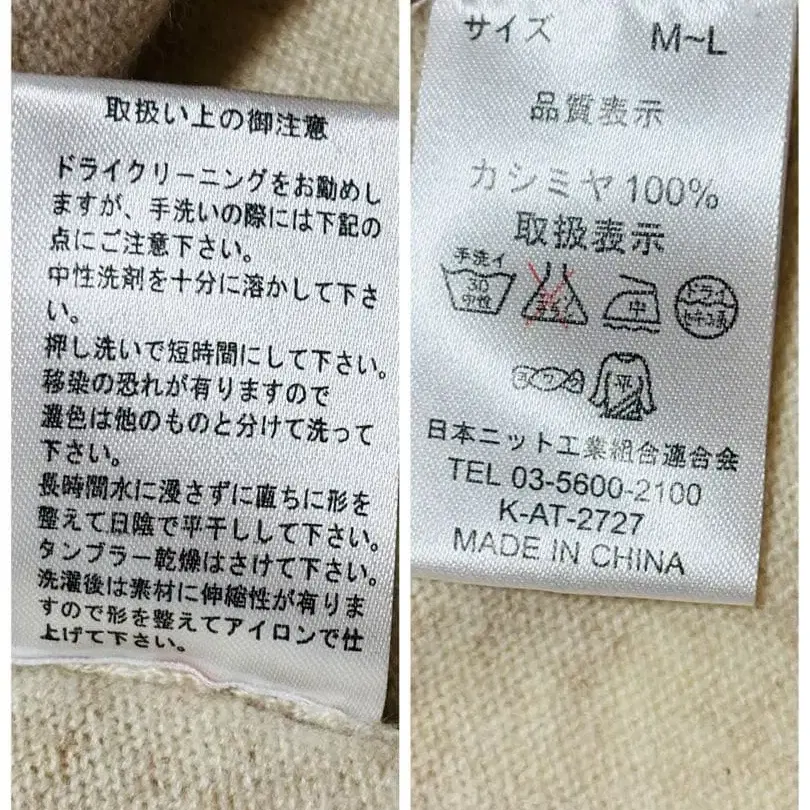 取扱い上の御注意
ドライクリーニングをお勧めし
ますが、手洗いの際には下記の
点にご注意下さい。
中性洗剤を十分に溶かして下さ
い。
押し洗いで短時間にして下さい。
移染の恐れが有りますので
濃色は他のものと分けて洗って
下さい。
長時間水に浸さずに直ちに形を
整えて日陰で平干しして下さい。
タンブラー乾燥はさけて下さい。
洗濯後は素材に伸縮性が有りま
すので形を整えてアイロンで仕
上げて下さい。
サイズ M~L
品質表示
カシミヤ 100%
取扱表示
手洗イ
30
中性
中
ドライ
セキユ系
平
日本ニット工業組合連合会
TEL 03-5600-2100
K-AT-2727
MADE IN CHINA